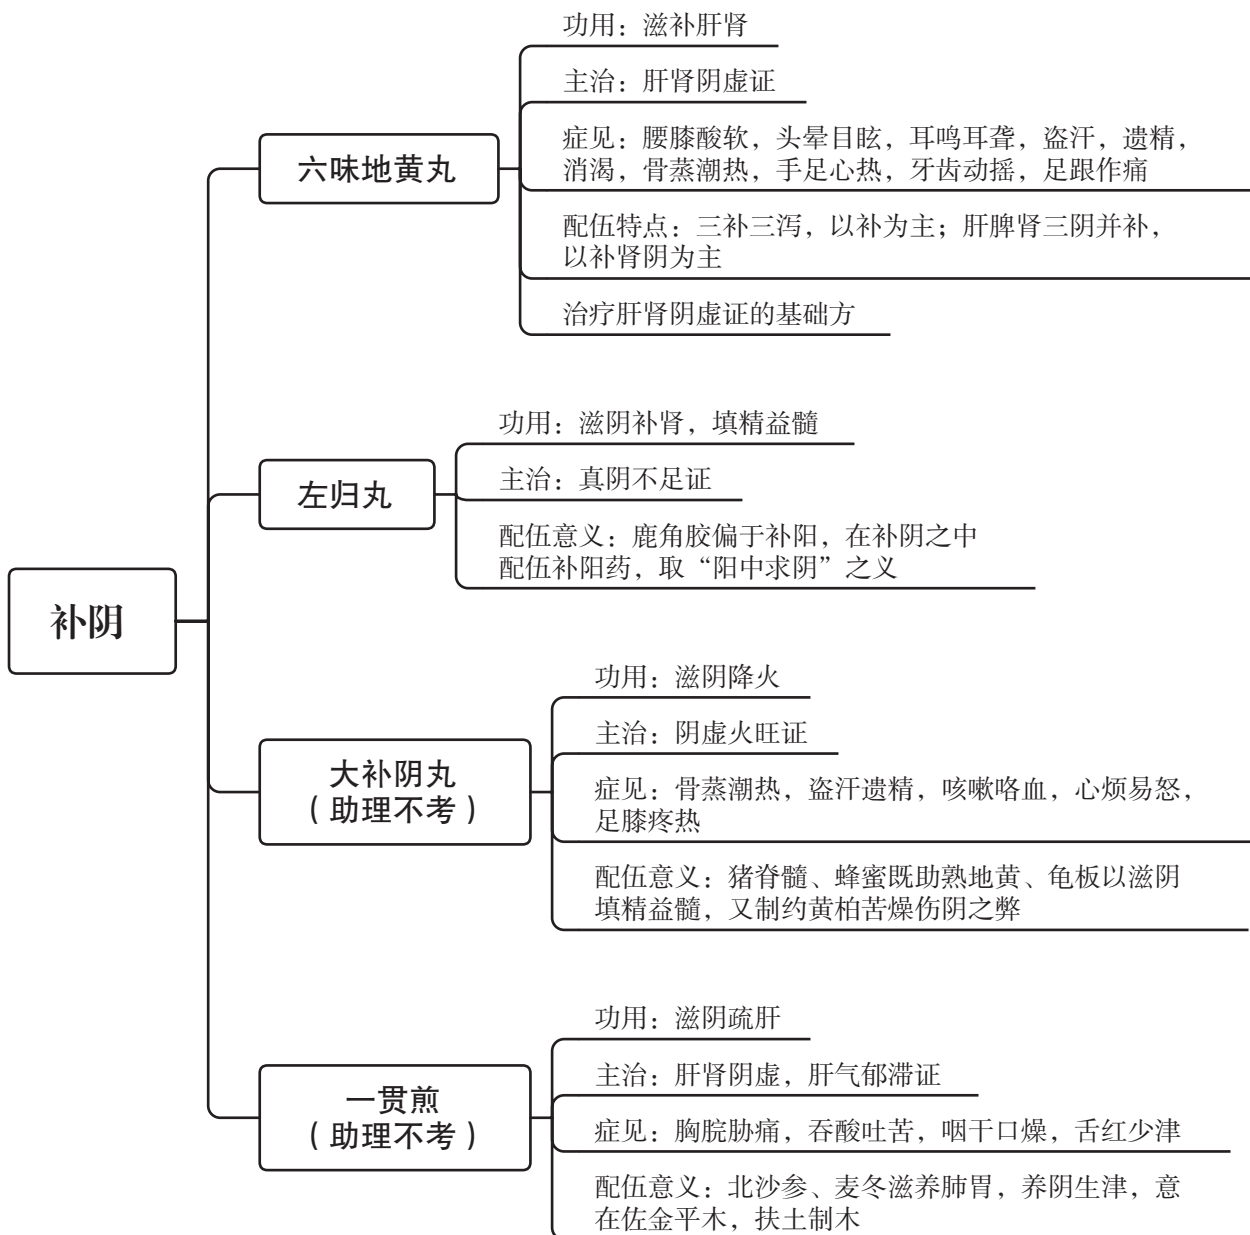 补阴
六味地黄丸
功用：滋补肝肾
主治：肝肾阴虚证
症见：腰膝酸软，头晕目眩，耳鸣耳聋，盗汗，遗精，
消渴，骨蒸潮热，手足心热，牙齿动摇，足跟作痛
配伍特点：三补三泻，以补为主；肝脾肾三阴并补，
以补肾阴为主
治疗肝肾阴虚证的基础方
左归丸
功用：滋阴补肾，填精益髓
主治：真阴不足证
配伍意义：鹿角胶偏于补阳，在补阴之中
配伍补阳药，取“阳中求阴”之义
大补阴丸
（助理不考）
功用：滋阴降火
主治：阴虚火旺证
症见：骨蒸潮热，盗汗遗精，咳嗽咯血，心烦易怒，
足膝疼热
配伍意义：猪脊髓、蜂蜜既助熟地黄、龟板以滋阴
填精益髓，又制约黄柏苦燥伤阴之弊
一贯煎
（助理不考）
功用：滋阴疏肝
主治：肝肾阴虚，肝气郁滞证
症见：胸脘胁痛，吞酸吐苦，咽干口燥，舌红少津
配伍意义：北沙参、麦冬滋养肺胃，养阴生津，意
在佐金平木，扶土制木